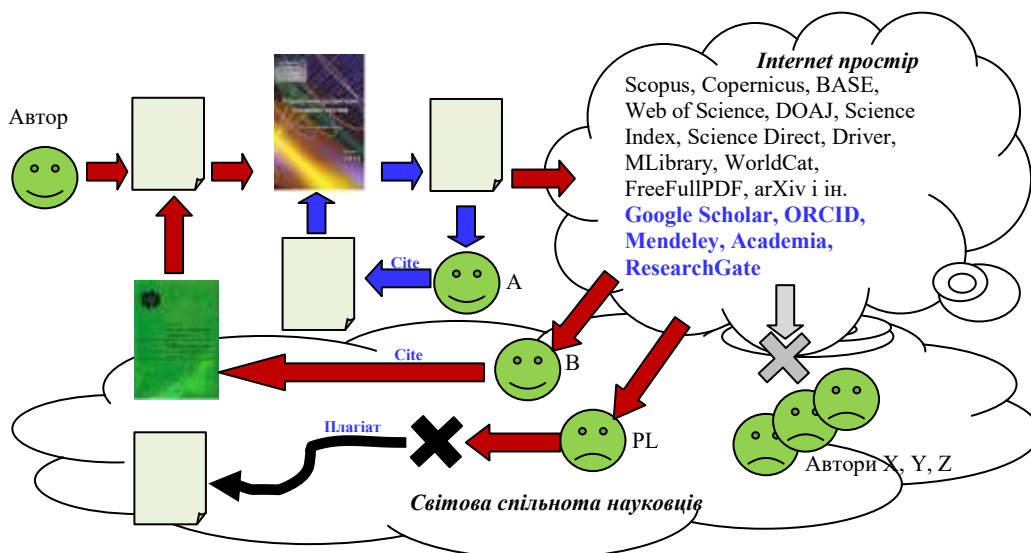 Internet простір
Scopus, Copernicus, BASE,
Web of Science, DOAJ, Science
Index, Science Direct, Driver,
MLibrary, WorldCat,
FreeFullPDF, arXiv і ін.
Google Scholar, ORCID,
Mendeley, Academia,
ResearchGate
Автор
Cite
A
Cite
B
Плагіат
PL
Автори X, Y, Z
Світова спільнота науковців